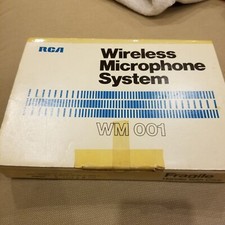 RCA
Wireless
Microphone
System
WM 001
Fragile